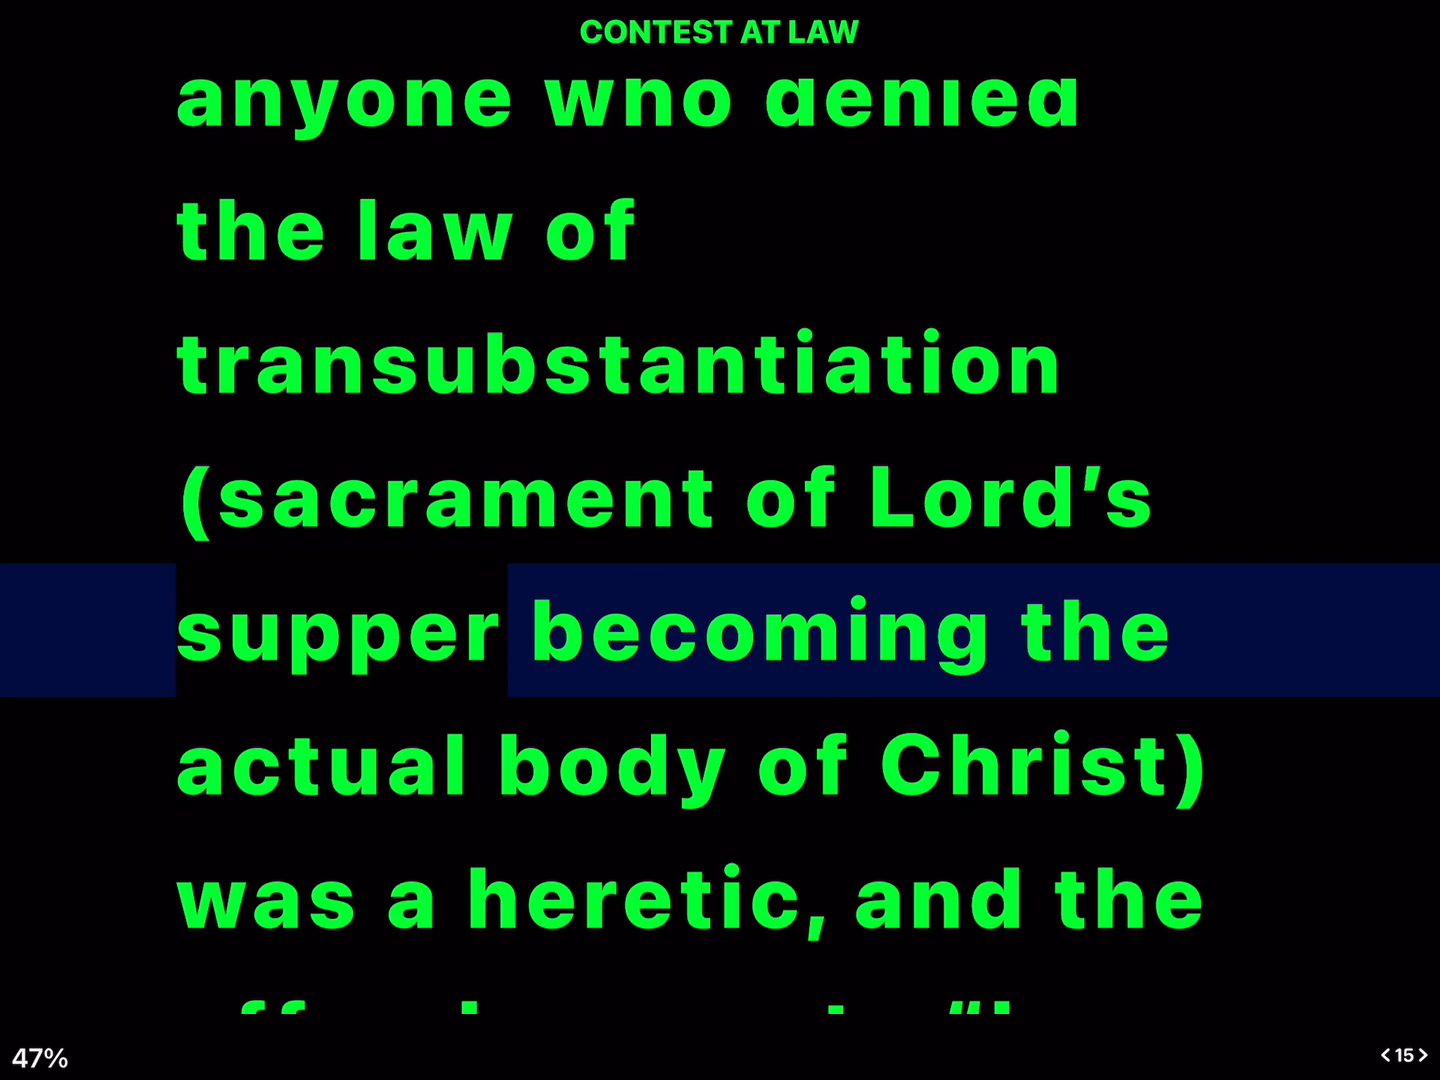 CONTEST AT LAW
anyone who denied
the law of
transubstantiation
(sacrament of Lord’s
supper becoming the
actual body of Christ)
was a heretic, and the
47%
<15>